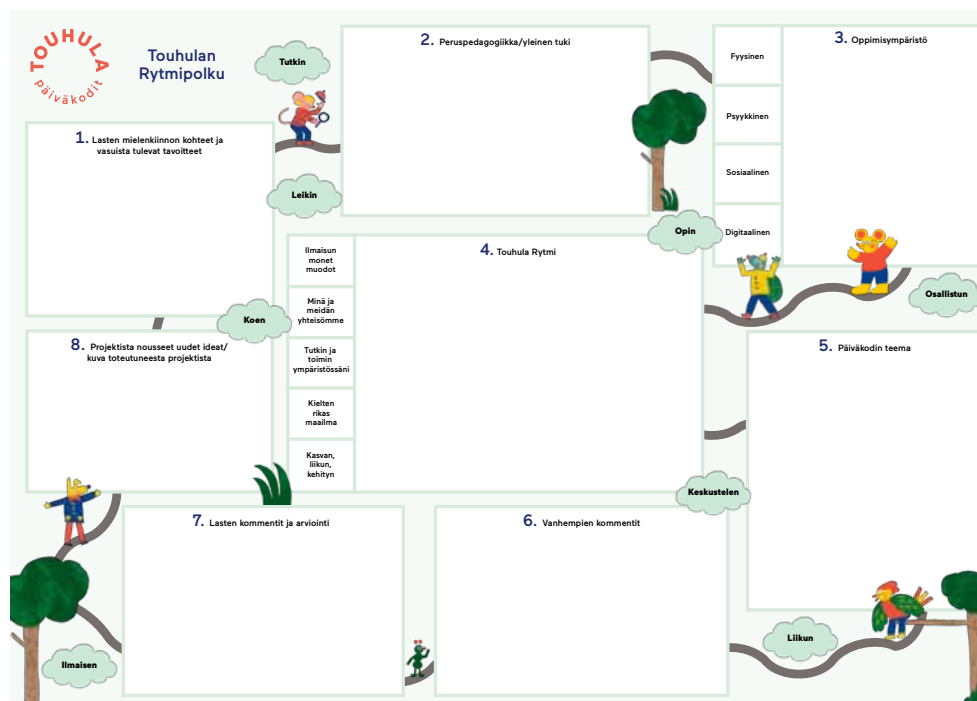 TOUHULA
päiväkodit
Touhulan
Rytmipolku
Tutkin
2. Peruspedagogiikka/yleinen tuki
3. Oppimisympäristö
Fyysinen
Psyykkinen
Sosiaalinen
Digitaalinen
1. Lasten mielenkiinnon kohteet ja
vasuista tulevat tavoitteet
Leikin
Opin
4. Touhula Rytmi
Ilmaisun
monet
muodot
Minä ja
meidän
yhteisömme
Tutkin ja
toimin
ympäristössäni
Kielten
rikas
maailma
Kasvan,
liikun,
kehityn
Osallistun
Koen
8. Projektista nousseet uudet ideat/
kuva toteutuneesta projektista
5. Päiväkodin teema
Keskustelen
7. Lasten kommentit ja arviointi
6. Vanhempien kommentit
Liikun
Ilmaisen